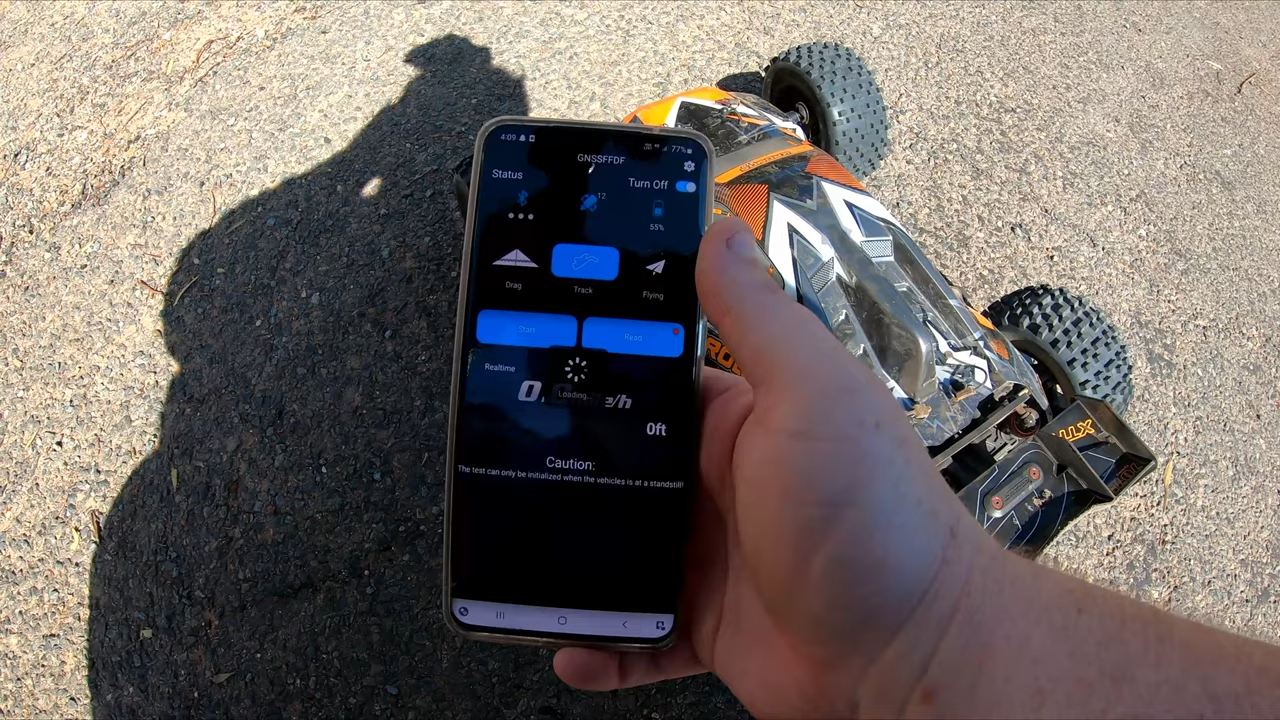 4:09
77%
GNSSFFDF
Status
Turn Off
12
55%
Drag
Track
Flying
Start
Read
Realtime
Loading...
0ft
Caution:
The test can only be initialized when the vehicles is at a standstill!
XTR